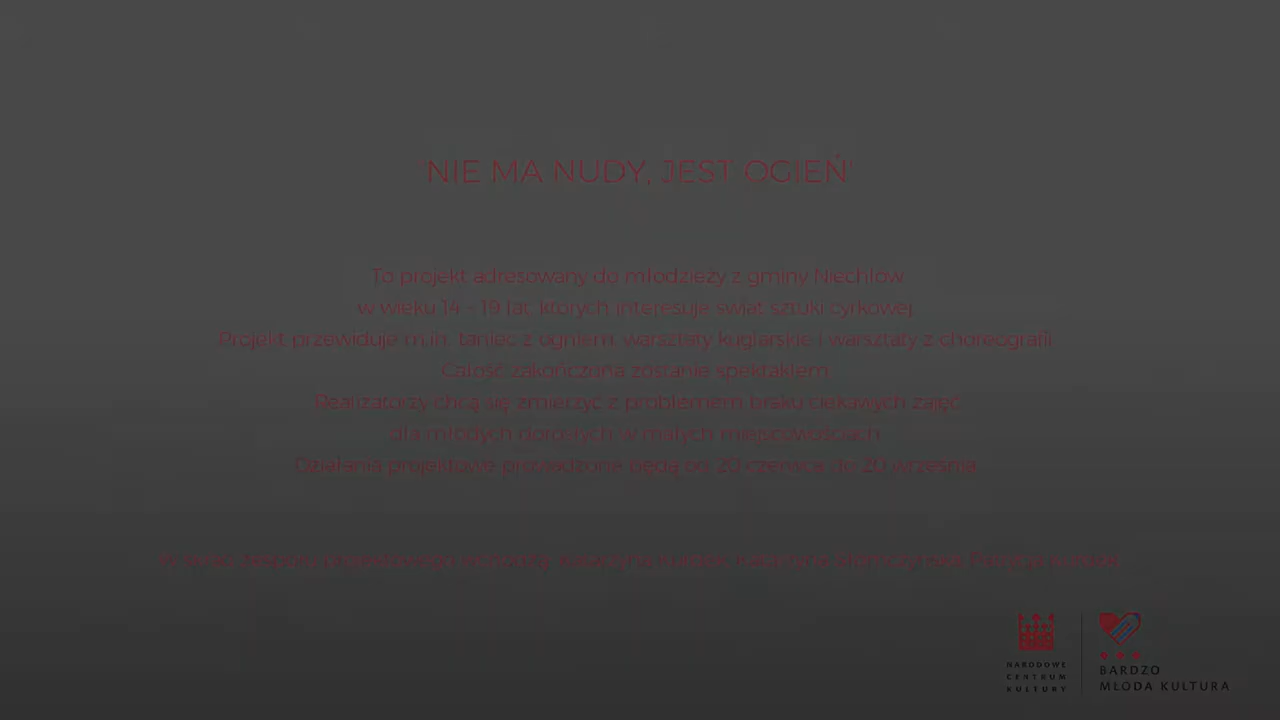 "NIE MA NUDY, JEST OGIEŃ"
To projekt adresowany do młodzieży z gminy Niechlów
w wieku 14 - 19 lat, których interesuje świat sztuki cyrkowej.
Projekt przewiduje m.in. taniec z ogniem, warsztaty kuglarskie i warsztaty z choreografii.
Całość zakończona zostanie spektaklem.
Realizatorzy chcą się zmierzyć z problemem braku ciekawych zajęć
dla młodych dorosłych w małych miejscowościach.
Działania projektowe prowadzone będą od 20 czerwca do 20 września.
projektowego wchodzą: Katarzyna
NARODOWE
CENTRUM
KULTURY
BARDZO
MŁODA KULTURA